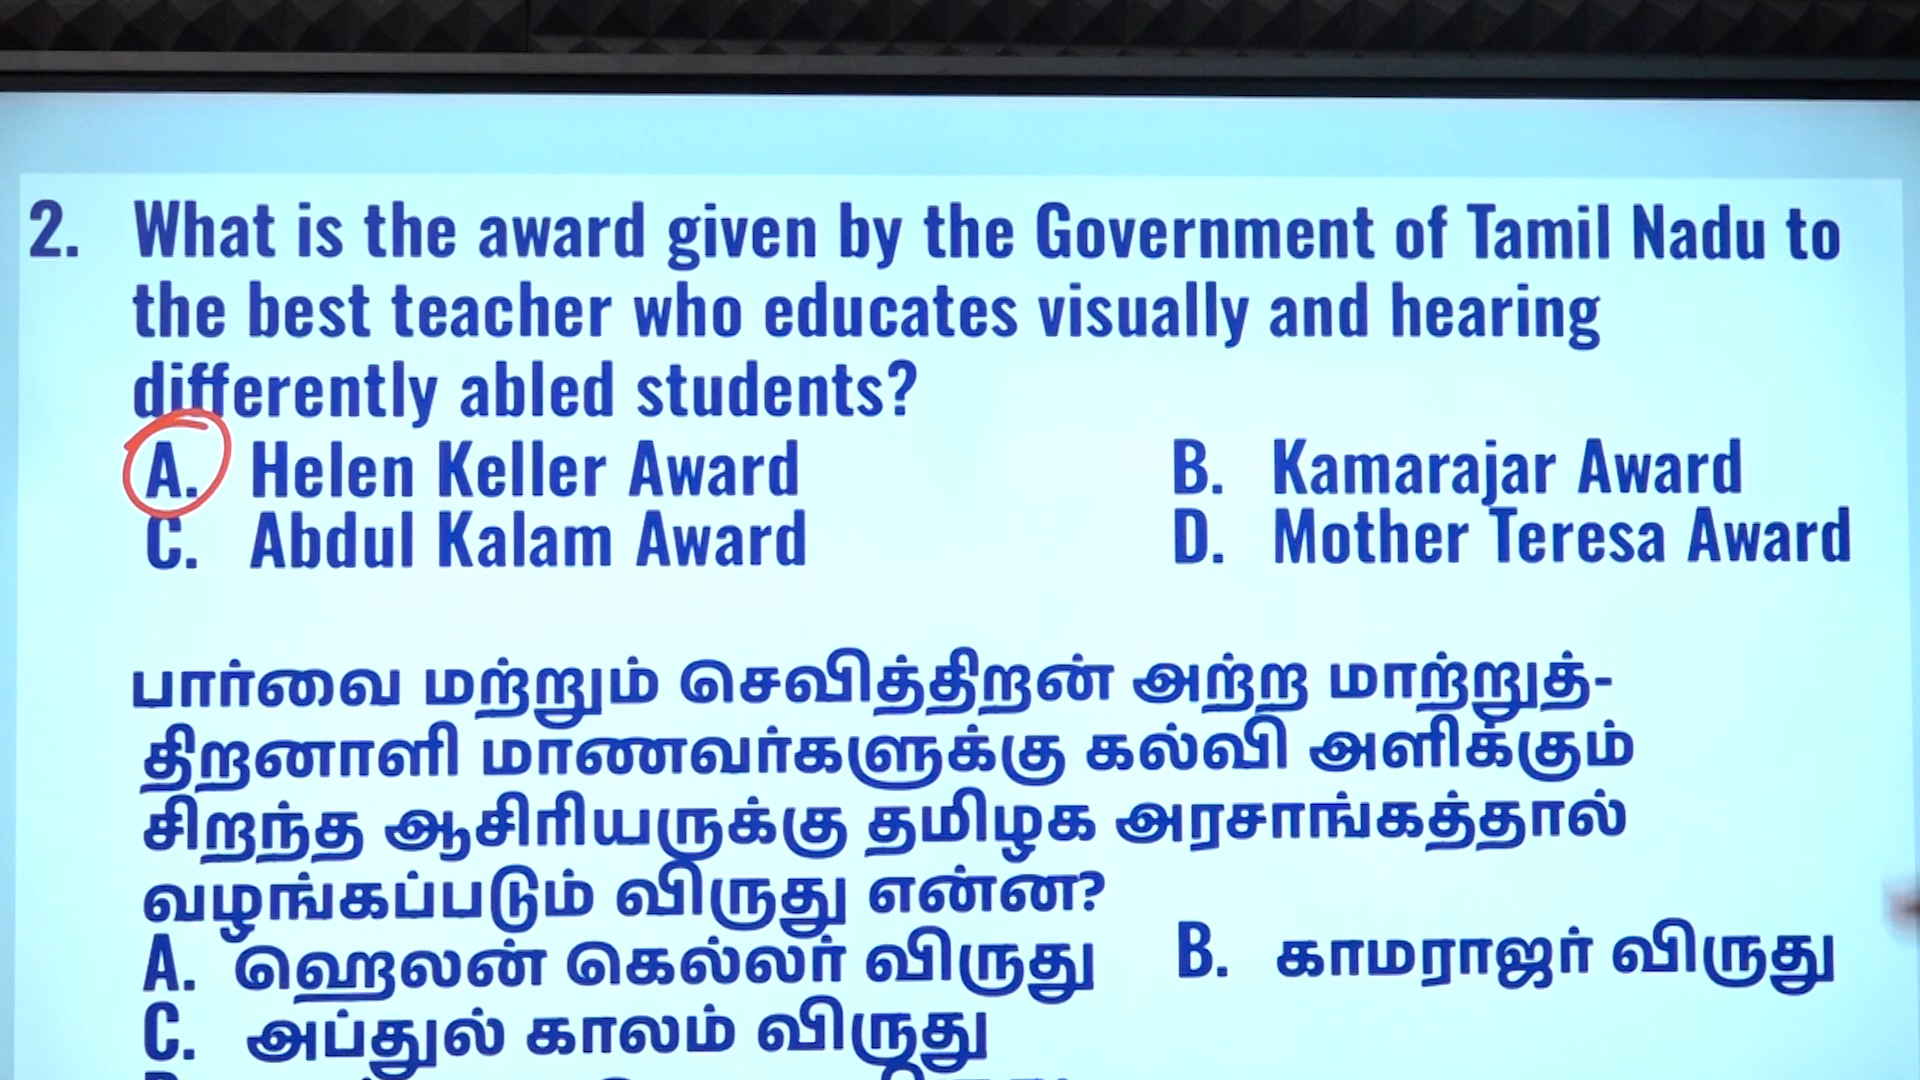 2. What is the award given by the Government of Tamil Nadu to
the best teacher who educates visually and hearing
differently abled students?
A. Helen Keller Award B. Kamarajar Award
C. Abdul Kalam Award D. Mother Teresa Award
பார்வை மற்றும் செவித்திறன் அற்ற மாற்றுத்-
திறனாளி மாணவர்களுக்கு கல்வி அளிக்கும்
சிறந்த ஆசிரியருக்கு தமிழக அரசாங்கத்தால்
வழங்கப்படும் விருது என்ன?
A. ஹெலன் கெல்லர் விருது B. காமராஜர் விருது
C. அப்துல் காலம் விருது